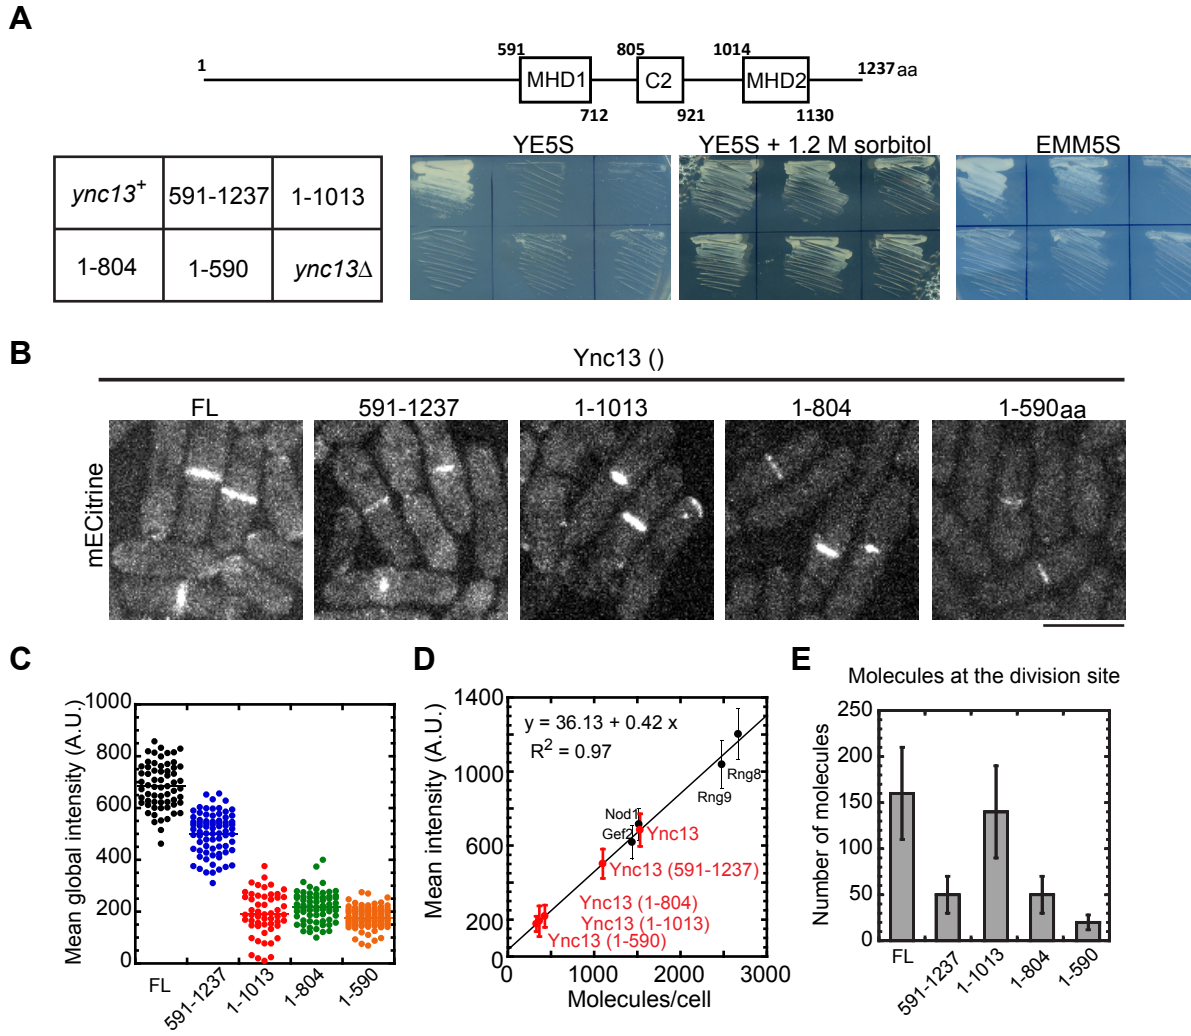 A
1 591 805 1014 1237 aa
MHD1 C2 MHD2
712 921 1130
YE5S YE5S + 1.2 M sorbitol EMM5S
ync13+ 591-1237 1-1013
1-804 1-590 ync13Δ
B
Ync13 ()
FL 591-1237 1-1013 1-804 1-590aa
mECitrine
C
Mean global intensity (A.U.)
1000
800
600
400
200
0
FL 591-1237 1-1013 1-804 1-590
D
Mean intensity (A.U.)
1400
1000
600
200
0
y = 36.13 + 0.42 x
R2 = 0.97
Rng8
Rng9
Nod1
Gef2
Ync13
Ync13 (591-1237)
Ync13 (1-804)
Ync13 (1-1013)
Ync13 (1-590)
0 1000 2000 3000
Molecules/cell
E
Molecules at the division site
Number of molecules
250
200
150
100
50
0
FL 591-1237 1-1013 1-804 1-590